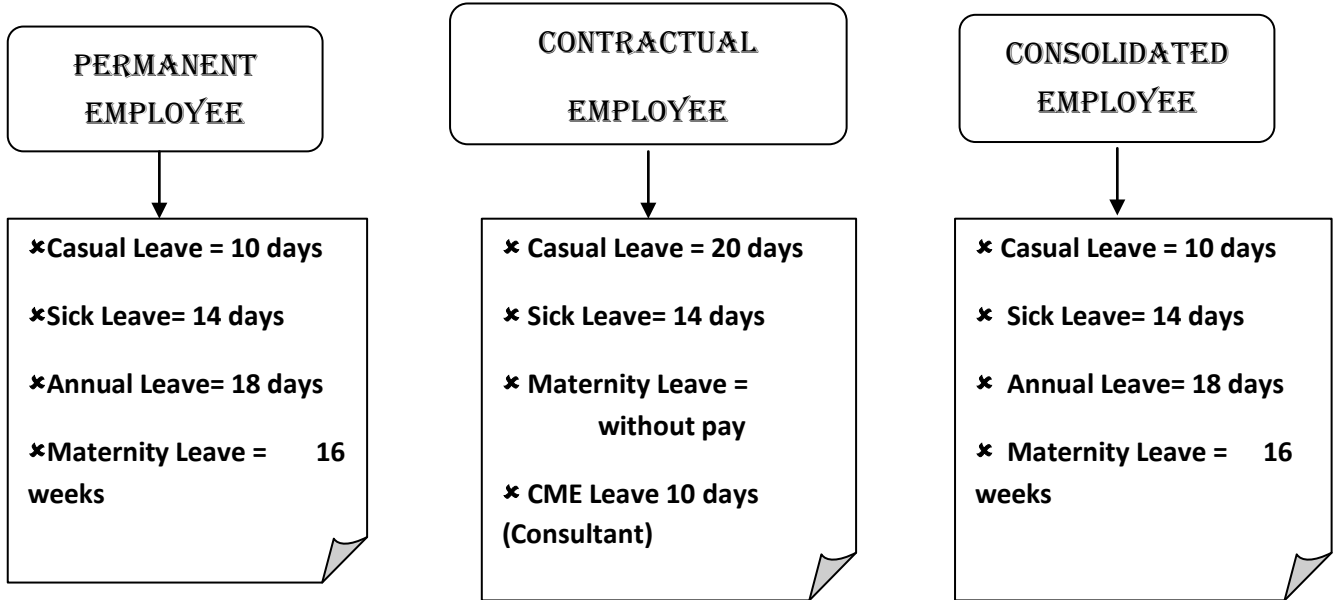 PERMANENT
EMPLOYEE
×Casual Leave = 10 days
×Sick Leave= 14 days
×Annual Leave= 18 days
×Maternity Leave = 16
weeks
CONTRACTUAL
EMPLOYEE
× Casual Leave = 20 days
× Sick Leave= 14 days
× Maternity Leave =
without pay
× CME Leave 10 days
(Consultant)
CONSOLIDATED
EMPLOYEE
× Casual Leave = 10 days
× Sick Leave= 14 days
× Annual Leave= 18 days
× Maternity Leave = 16
weeks